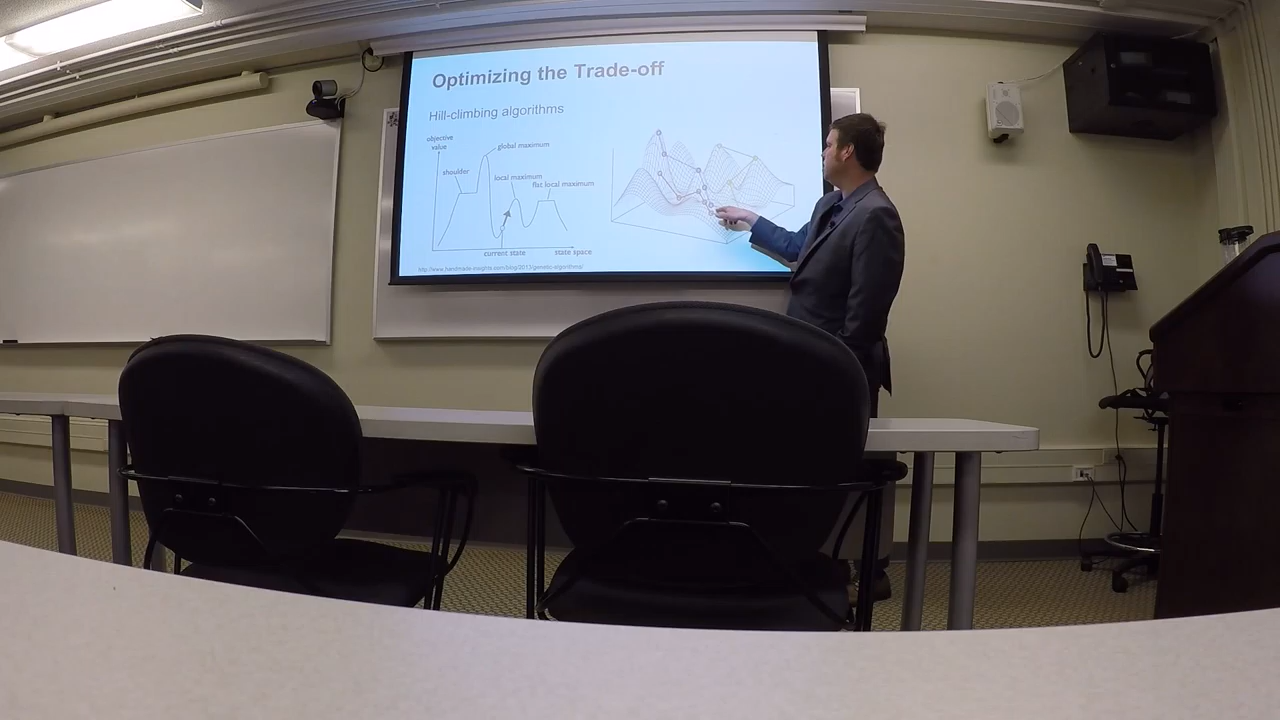 Optimizing the Trade-off
Hill-climbing algorithms
objective
value
global maximum
shoulder
local maximum
flat local maximum
current state
state space